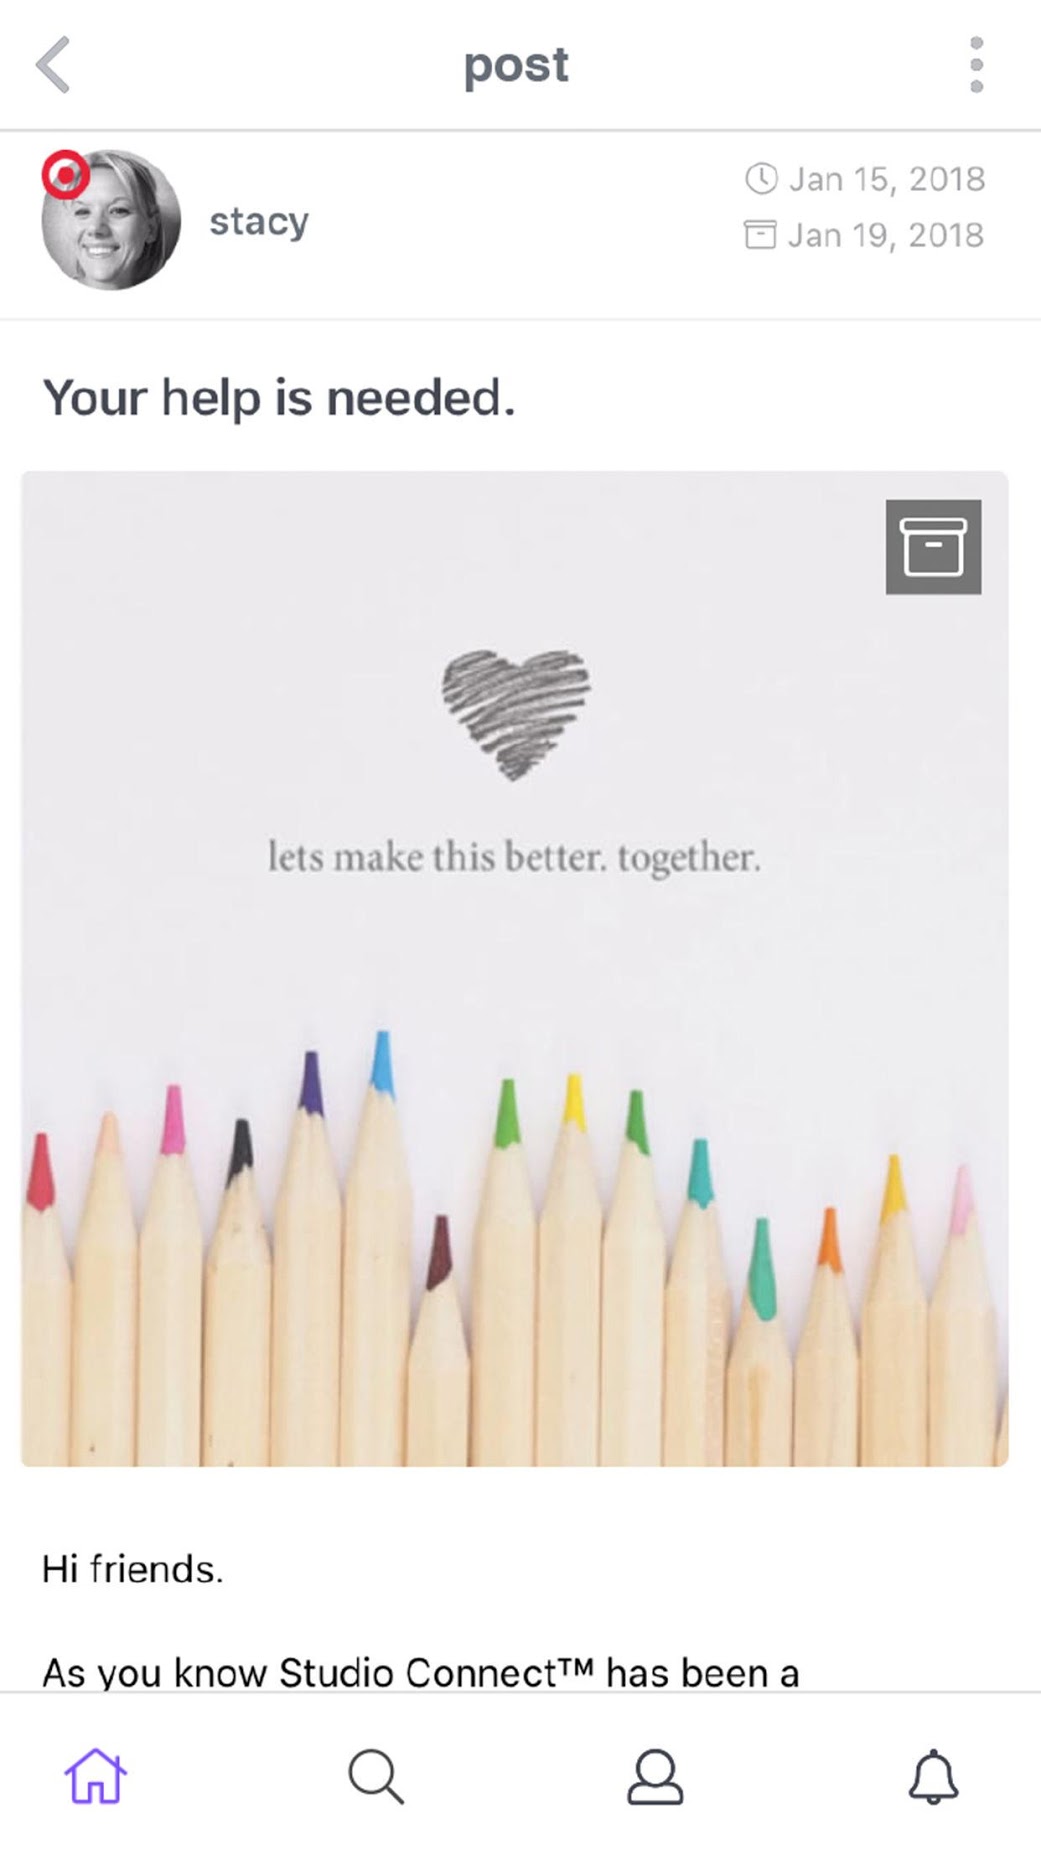 post
stacy
Jan 15, 2018
Jan 19, 2018
Your help is needed.
lets make this better. together.
Hi friends.
As you know Studio Connect™ has been a